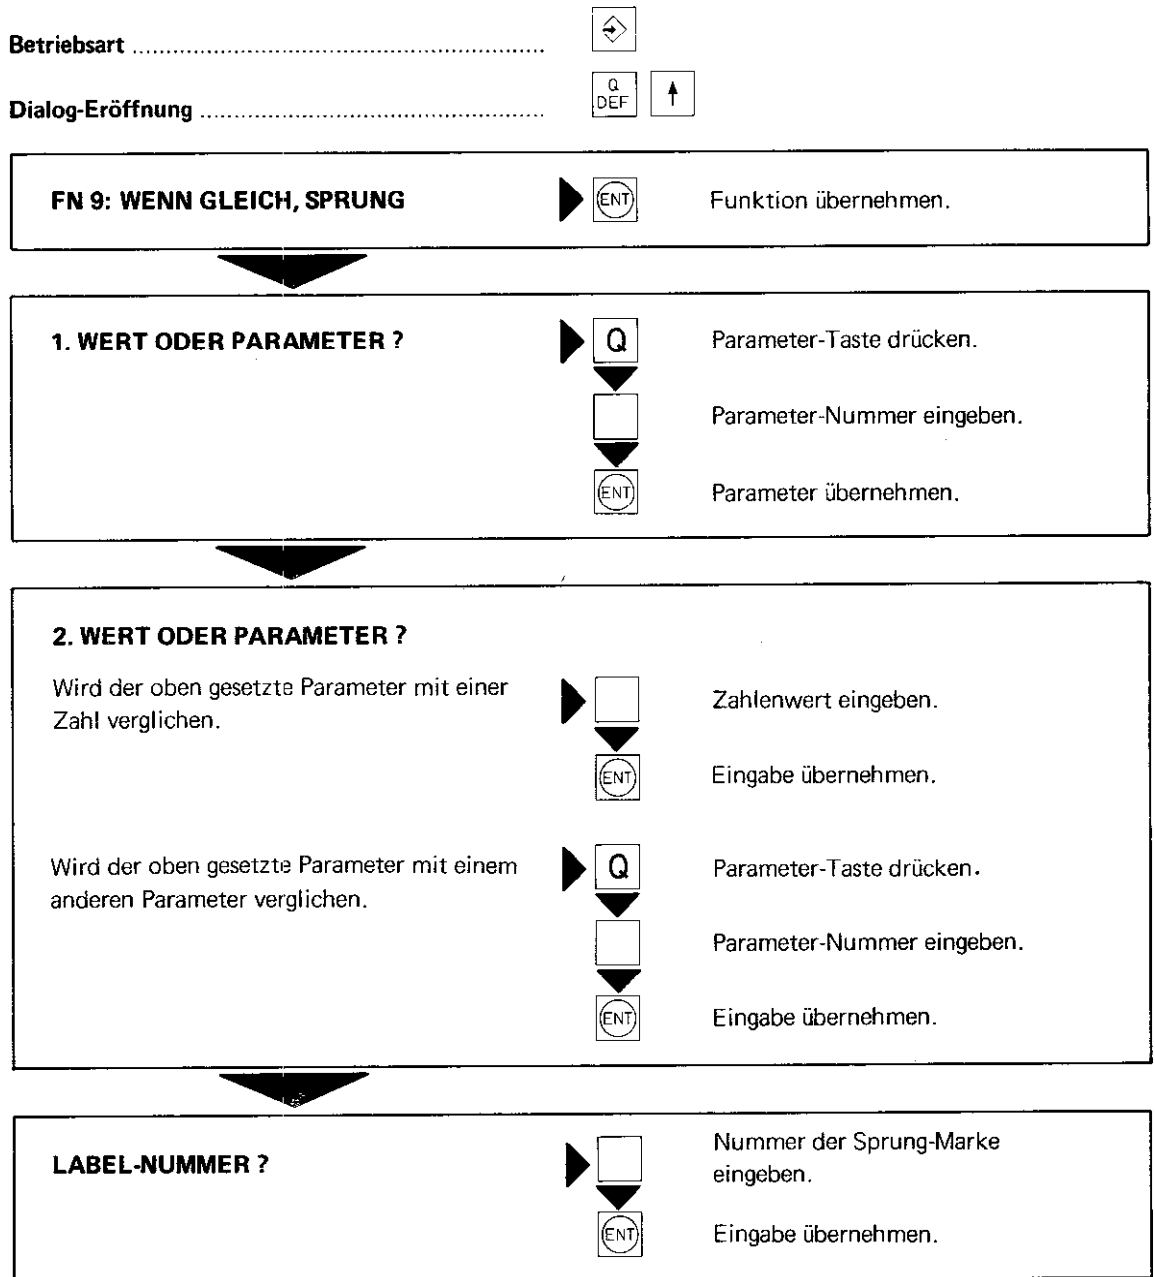 Betriebsart ........................................................
Dialog-Eröffnung ...............................................
Q
DEF
FN 9: WENN GLEICH, SPRUNG
ENT
Funktion übernehmen.
1. WERT ODER PARAMETER ?
Q
Parameter-Taste drücken.
Parameter-Nummer eingeben.
ENT
Parameter übernehmen.
2. WERT ODER PARAMETER ?
Wird der oben gesetzte Parameter mit einer
Zahl verglichen.
Zahlenwert eingeben.
ENT
Eingabe übernehmen.
Wird der oben gesetzte Parameter mit einem
anderen Parameter verglichen.
Q
Parameter-Taste drücken.
Parameter-Nummer eingeben.
ENT
Eingabe übernehmen.
LABEL-NUMMER ?
Nummer der Sprung-Marke
eingeben.
ENT
Eingabe übernehmen.